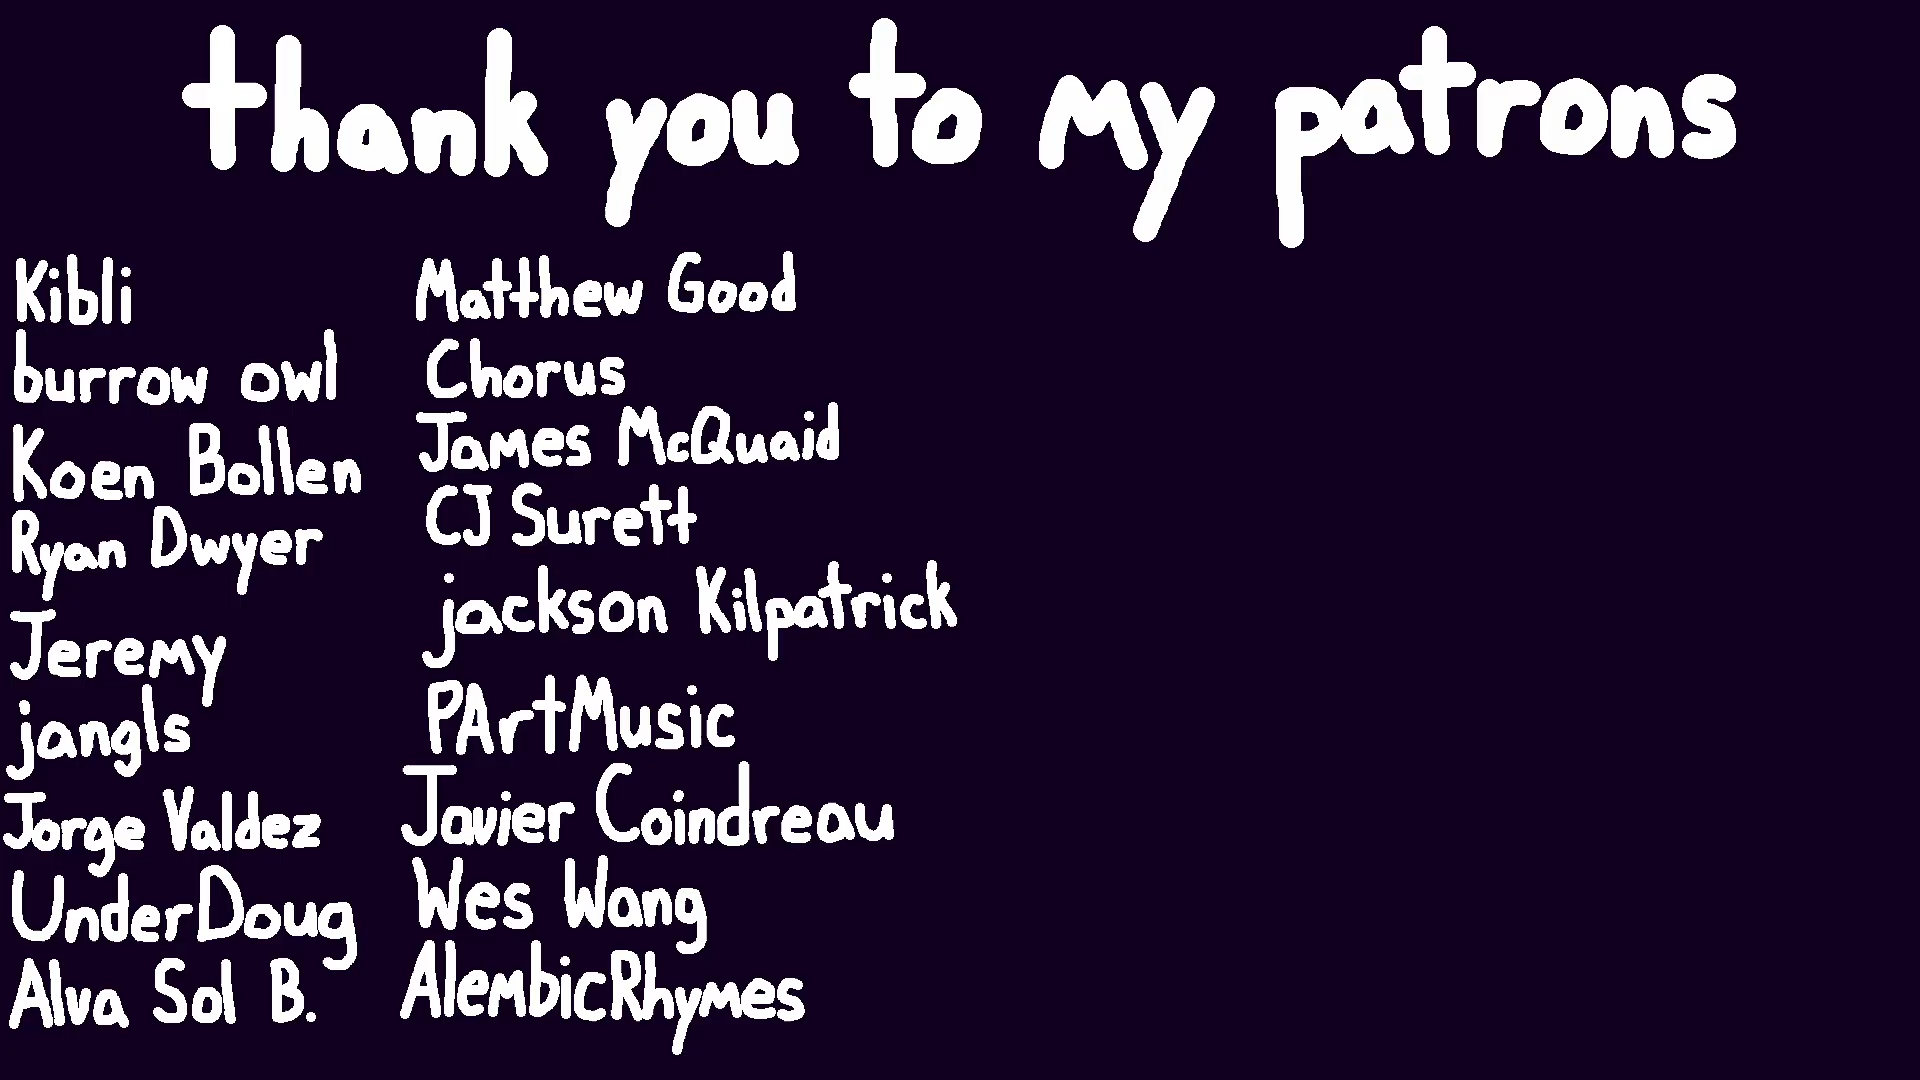 thank you to my patrons
Kibli
burrow owl
Koen Bollen
Ryan Dwyer
Jeremy
jangls
Jorge Valdez
UnderDoug
Alva Sol B.
Matthew Good
Chorus
James McQuaid
CJ Surett
jackson Kilpatrick
PArtMusic
Javier Coindreau
Wes Wang
AlembicRhymes